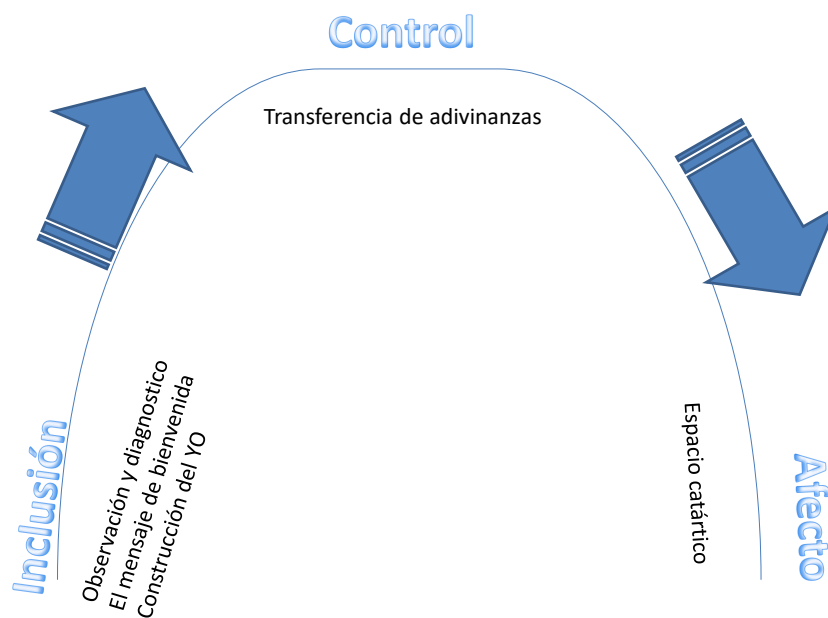 Control
Transferencia de adivinanzas
Inclusión
Observación y diagnostico
El mensaje de bienvenida
Construcción del YO
Espacio catártico
Afecto